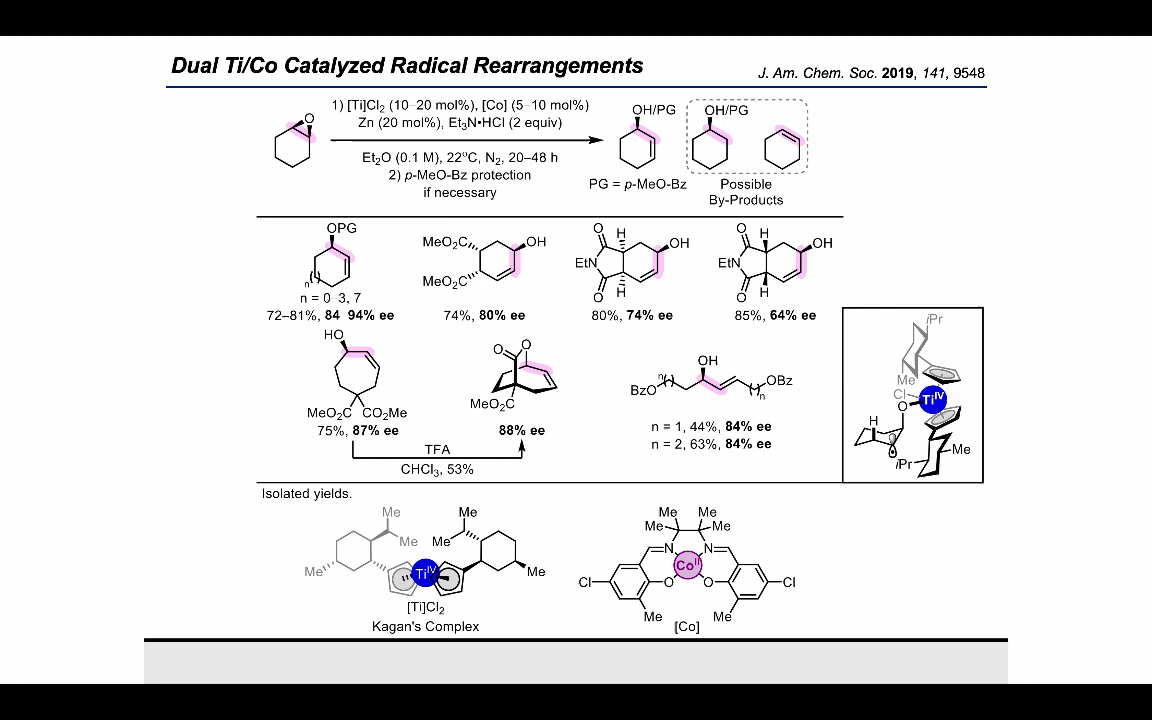 Dual Ti/Co Catalyzed Radical Rearrangements
J. Am. Chem. Soc. 2019, 141, 9548
O
1) [Ti]Cl2 (10–20 mol%), [Co] (5–10 mol%)
Zn (20 mol%), Et3N•HCl (2 equiv)
Et2O (0.1 M), 22ºC, N2, 20–48 h
2) p-MeO-Bz protection
if necessary
OH/PG
PG = p-MeO-Bz
OH/PG
Possible
By-Products
OPG
n
n = 0–3, 7
72–81%, 84 94% ee
MeO2C
OH
MeO2C
74%, 80% ee
O
H
OH
EtN
O
H
80%, 74% ee
O
H
OH
EtN
O
H
85%, 64% ee
HO
MeO2C CO2Me
75%, 87% ee
O
O
MeO2C
88% ee
TFA
CHCl3, 53%
OH
BzO
n
OBz
n
n = 1, 44%, 84% ee
n = 2, 63%, 84% ee
iPr
Me
Cl
TiIV
O
H
Me
iPr
Isolated yields.
Me
Me
Me
TiIV
Me
Me
Me
[Ti]Cl2
Kagan's Complex
Me Me
Me Me
N N
CoII
Cl O O Cl
Me Me
[Co]